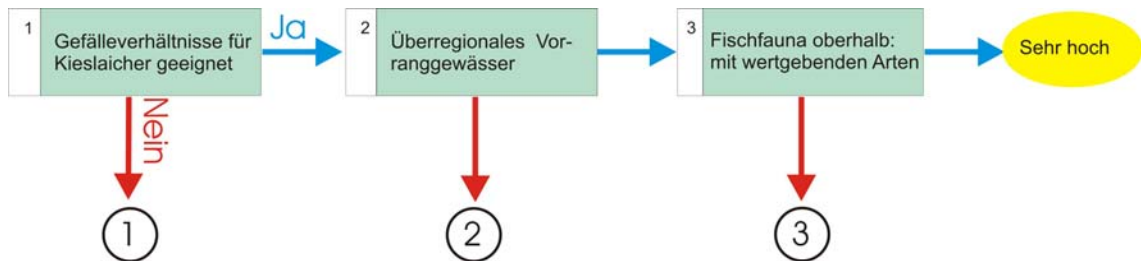 1
Gefälleverhältnisse für
Kieslaicher geeignet
Ja
2
Überregionales Vor-
ranggewässer
3
Fischfauna oberhalb:
mit wertgebenden Arten
Sehr hoch
Nein
1
2
3